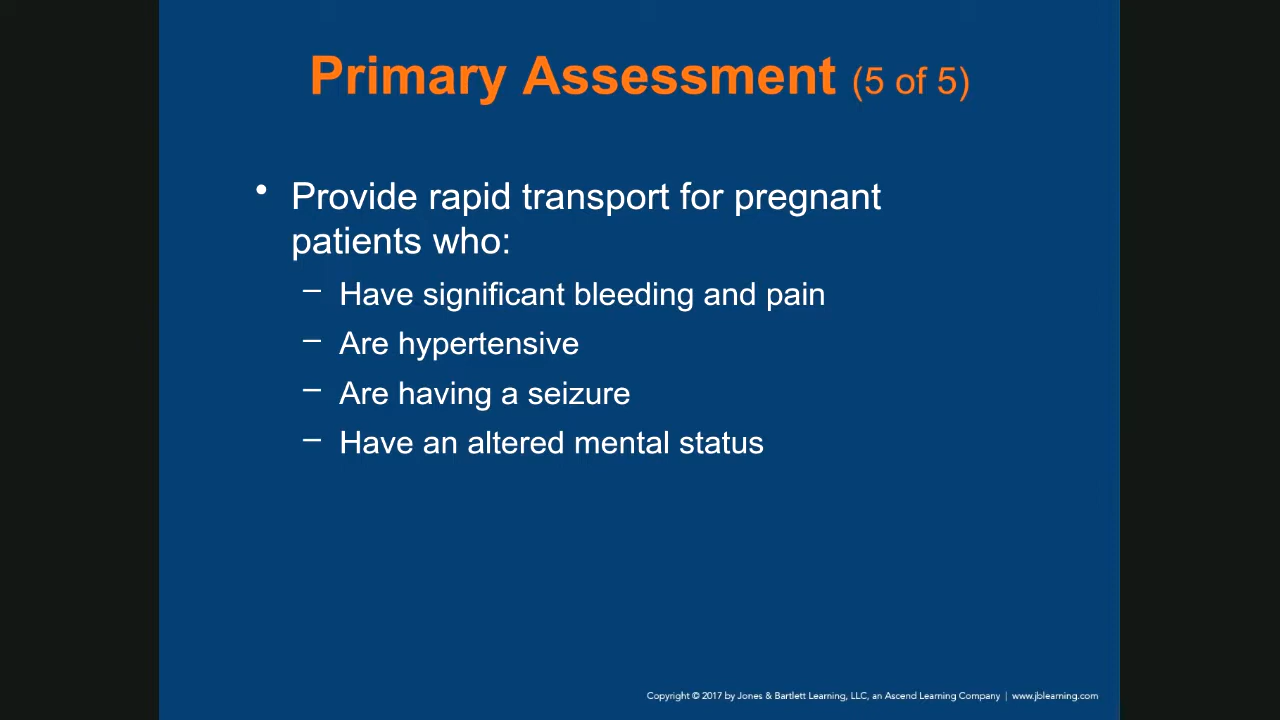 Primary Assessment (5 of 5)
• Provide rapid transport for pregnant
patients who:
– Have significant bleeding and pain
– Are hypertensive
– Are having a seizure
– Have an altered mental status
Copyright © 2017 by Jones & Bartlett Learning, LLC, an Ascend Learning Company | www.jblearning.com